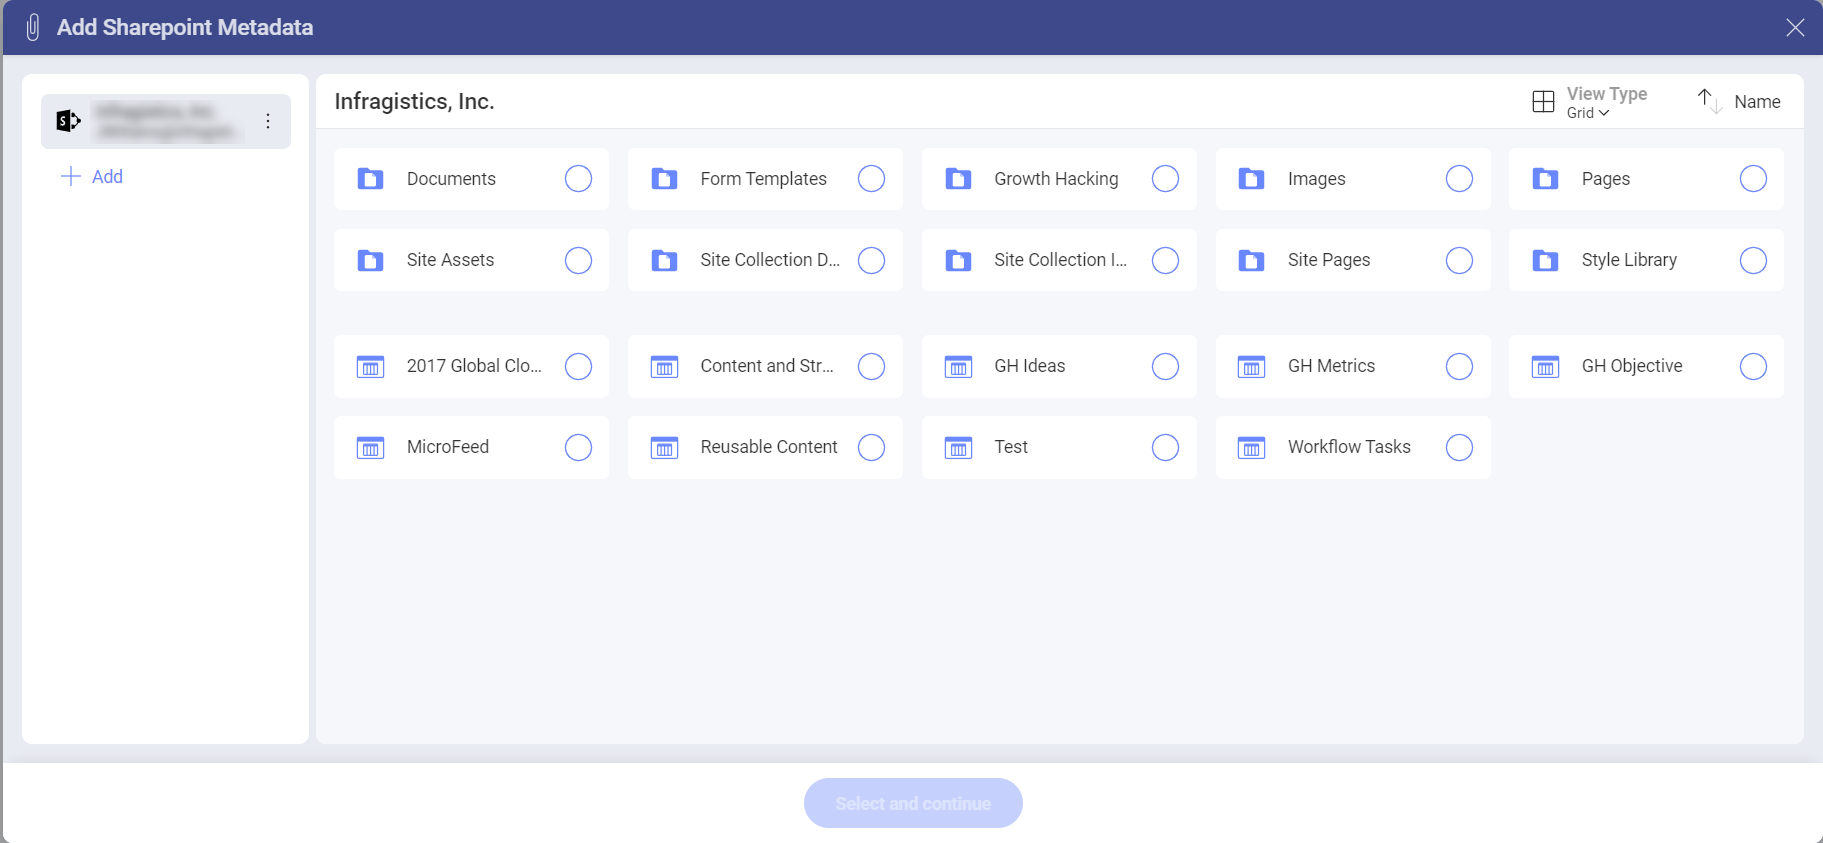 Add Sharepoint Metadata
Add
Infragistics, Inc.
View Type
Grid
Name
Documents
Form Templates
Growth Hacking
Images
Pages
Site Assets
Site Collection D...
Site Collection I...
Site Pages
Style Library
2017 Global Clo...
Content and Str...
GH Ideas
GH Metrics
GH Objective
MicroFeed
Reusable Content
Test
Workflow Tasks
Select and continue